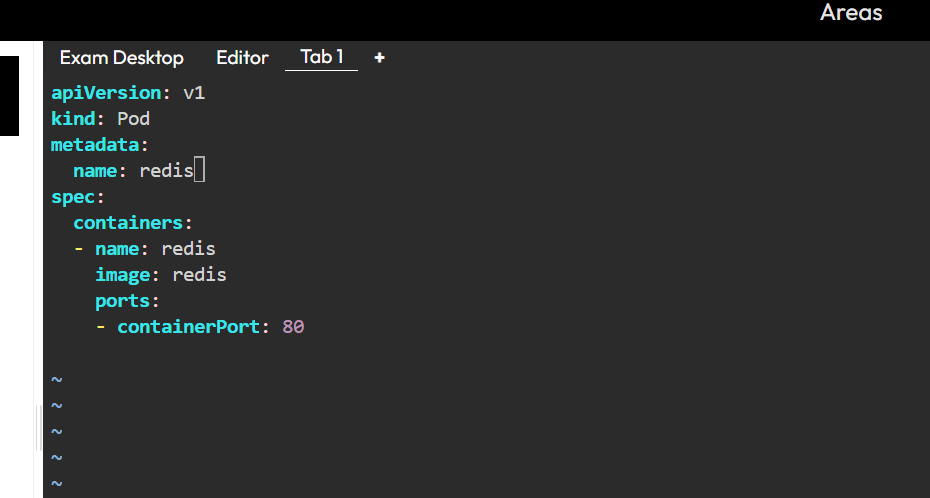 Areas
Exam Desktop Editor Tab 1 +
apiVersion: v1
kind: Pod
metadata:
  name: redis
spec:
  containers:
  - name: redis
    image: redis
    ports:
    - containerPort: 80
~
~
~
~
~